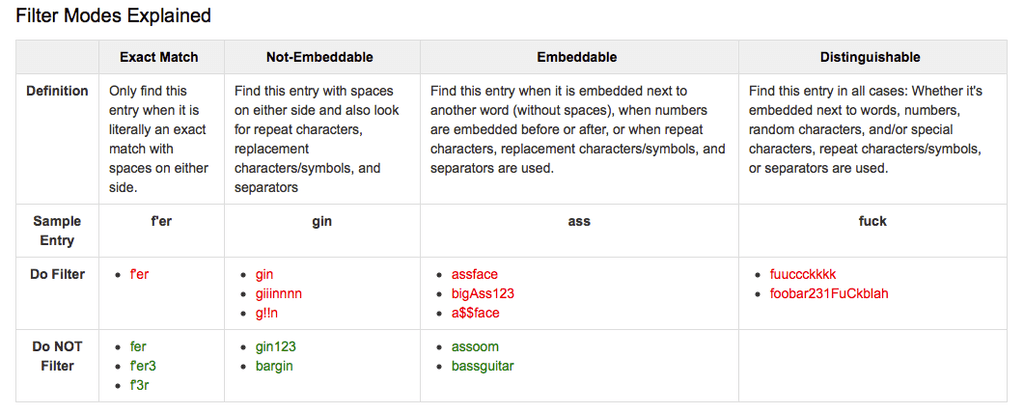 Filter Modes Explained
Exact Match
Not-Embeddable
Embeddable
Distinguishable
Definition
Only find this
entry when it is
literally an exact
match with
spaces on either
side.
Find this entry with spaces
on either side and also look
for repeat characters,
replacement
characters/symbols, and
separators
Find this entry when it is embedded next to
another word (without spaces), when numbers
are embedded before or after, or when repeat
characters, replacement characters/symbols, and
separators are used.
Find this entry in all cases: Whether it's
embedded next to words, numbers,
random characters, and/or special
characters, repeat characters/symbols,
or separators are used.
Sample
Entry
f'er
gin
ass
fuck
Do Filter
f'er
gin
giiinnnn
g!!n
assface
bigAss123
a$$face
fuuccckkkk
foobar231FuCkblah
Do NOT
Filter
fer
f'er3
f'3r
gin123
bargin
assoom
bassguitar